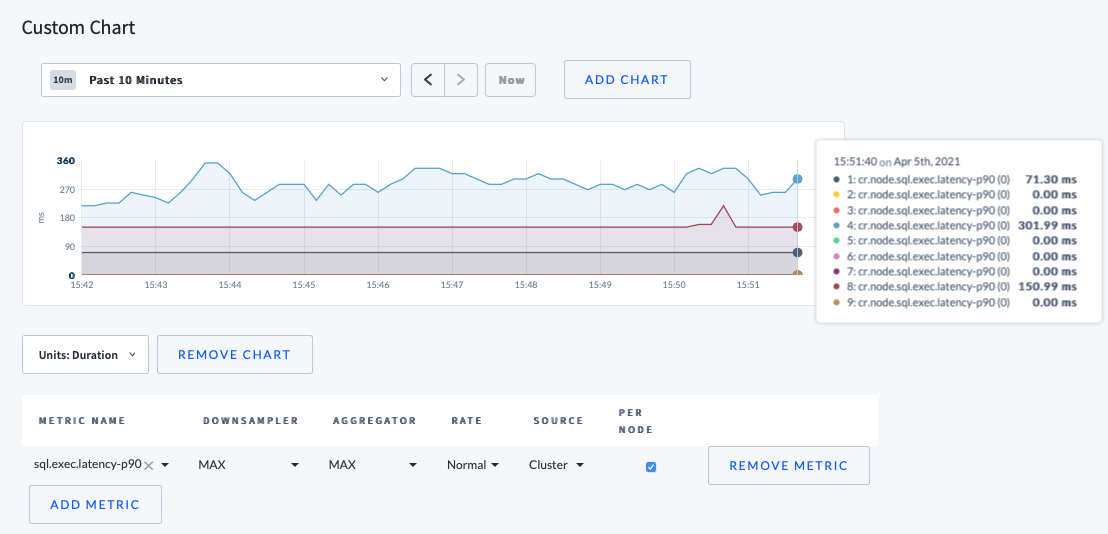 Custom Chart
10m Past 10 Minutes
Now
ADD CHART
360
270
180
90
0
ms
15:42 15:43 15:44 15:45 15:46 15:47 15:48 15:49 15:50 15:51
15:51:40 on Apr 5th, 2021
1: cr.node.sql.exec.latency-p90 (0) 71.30 ms
2: cr.node.sql.exec.latency-p90 (0) 0.00 ms
3: cr.node.sql.exec.latency-p90 (0) 0.00 ms
4: cr.node.sql.exec.latency-p90 (0) 301.99 ms
5: cr.node.sql.exec.latency-p90 (0) 0.00 ms
6: cr.node.sql.exec.latency-p90 (0) 0.00 ms
7: cr.node.sql.exec.latency-p90 (0) 0.00 ms
8: cr.node.sql.exec.latency-p90 (0) 150.99 ms
9: cr.node.sql.exec.latency-p90 (0) 0.00 ms
Units: Duration
REMOVE CHART
METRIC NAME DOWNSAMPLER AGGREGATOR RATE SOURCE PER
NODE
sql.exec.latency-p90 MAX MAX Normal Cluster
REMOVE METRIC
ADD METRIC